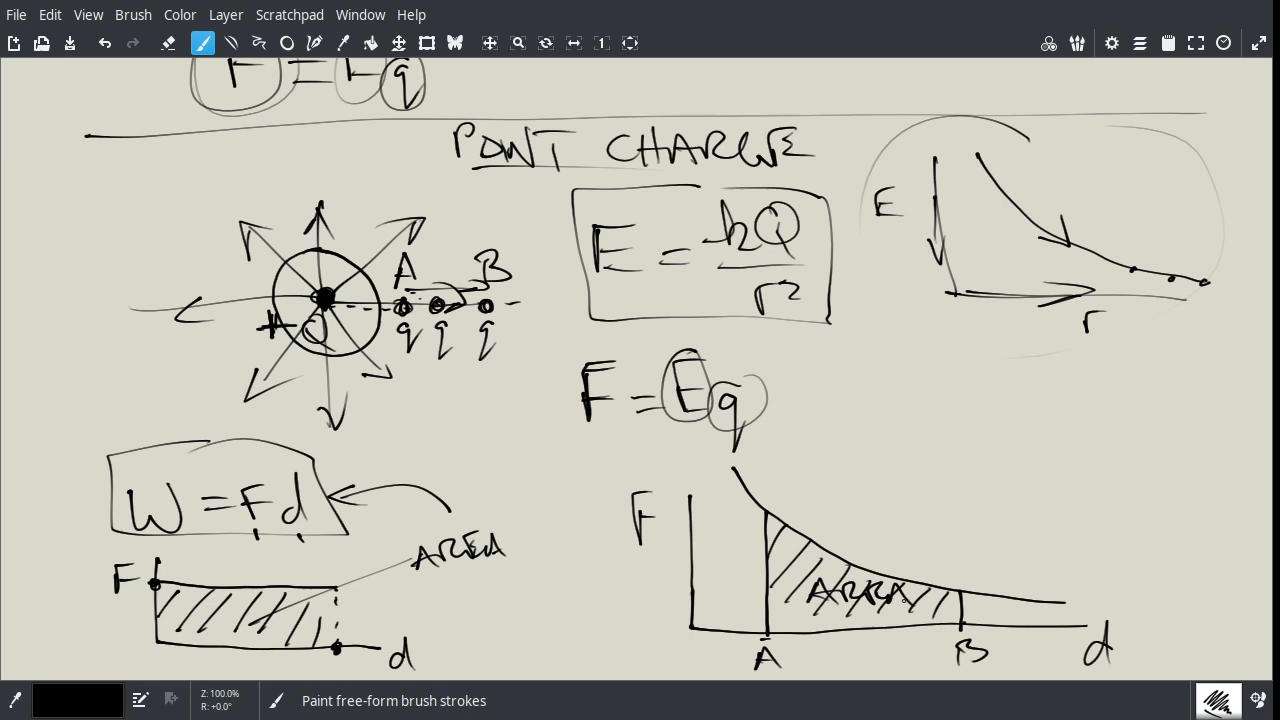 File Edit View Brush Color Layer Scratchpad Window Help
1
F = Eq
POINT CHARGE
E = kQ/r²
E
r
A B
+Q q q q
F = Eq
W = Fd
AREA
F
d
F
AREA
A B d
Z: 100.0%
R: +0.0°
Paint free-form brush strokes